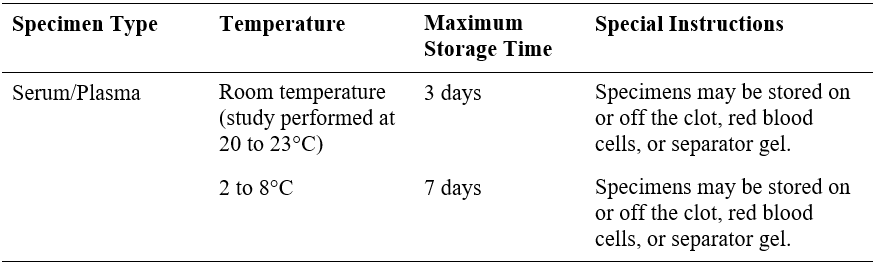 Specimen Type Temperature Maximum Storage Time Special Instructions
Serum/Plasma Room temperature 3 days Specimens may be stored on
(study performed at or off the clot, red blood
20 to 23°C) cells, or separator gel.
2 to 8°C 7 days Specimens may be stored on
or off the clot, red blood
cells, or separator gel.